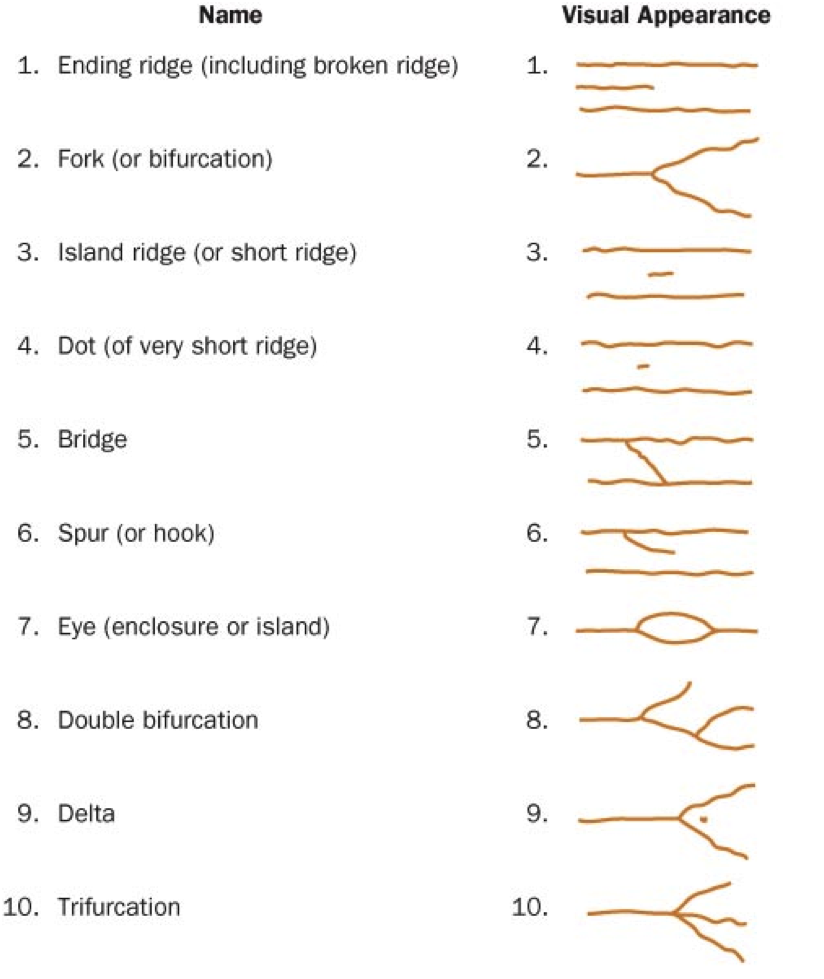 Name Visual Appearance
1. Ending ridge (including broken ridge) 1.
2. Fork (or bifurcation) 2.
3. Island ridge (or short ridge) 3.
4. Dot (of very short ridge) 4.
5. Bridge 5.
6. Spur (or hook) 6.
7. Eye (enclosure or island) 7.
8. Double bifurcation 8.
9. Delta 9.
10. Trifurcation 10.